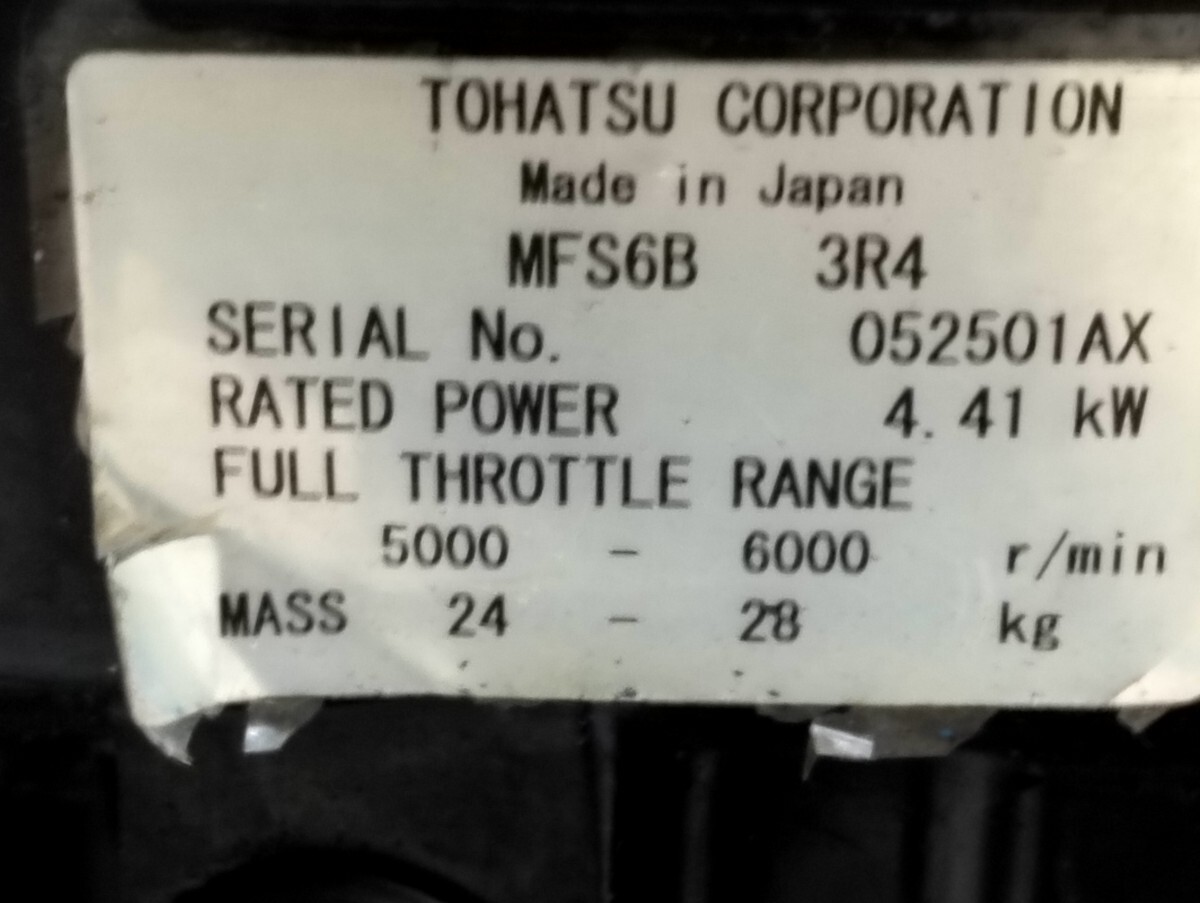 TOHATSU CORPORATION
Made in Japan
MFS6B 3R4
SERIAL No. 052501AX
RATED POWER 4.41 kW
FULL THROTTLE RANGE
5000 - 6000 r/min
MASS 24 - 28 kg